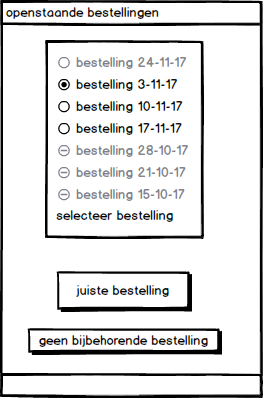 openstaande bestellingen
bestelling 24-11-17
bestelling 3-11-17
bestelling 10-11-17
bestelling 17-11-17
bestelling 28-10-17
bestelling 21-10-17
bestelling 15-10-17
selecteer bestelling
juiste bestelling
geen bijbehorende bestelling